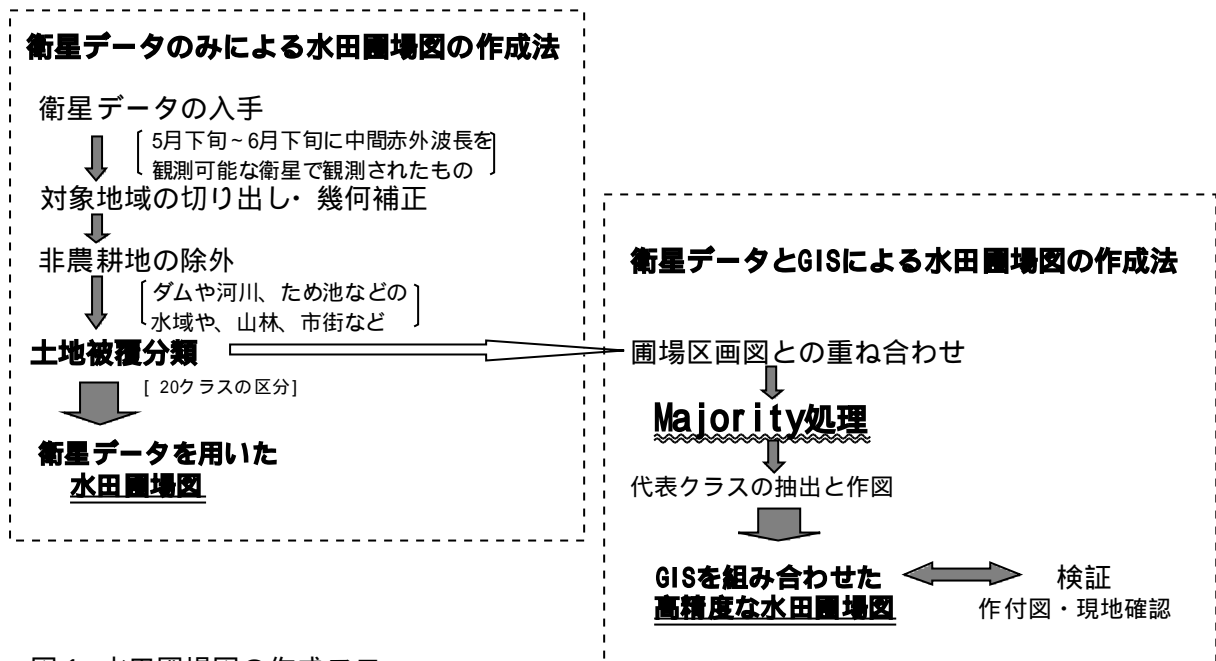 衛星データのみによる水田圃場図の作成法
衛星データの入手
5月下旬~6月下旬に中間赤外波長を
観測可能な衛星で観測されたもの
対象地域の切り出し・幾何補正
非農耕地の除外
ダムや河川、ため池などの
水域や、山林、市街など
土地被覆分類
[20クラスの区分]
衛星データを用いた
水田圃場図
衛星データとGISによる水田圃場図の作成法
圃場区画図との重ね合わせ
Majority処理
代表クラスの抽出と作図
GISを組み合わせた
高精度な水田圃場図
検証
作付図・現地確認